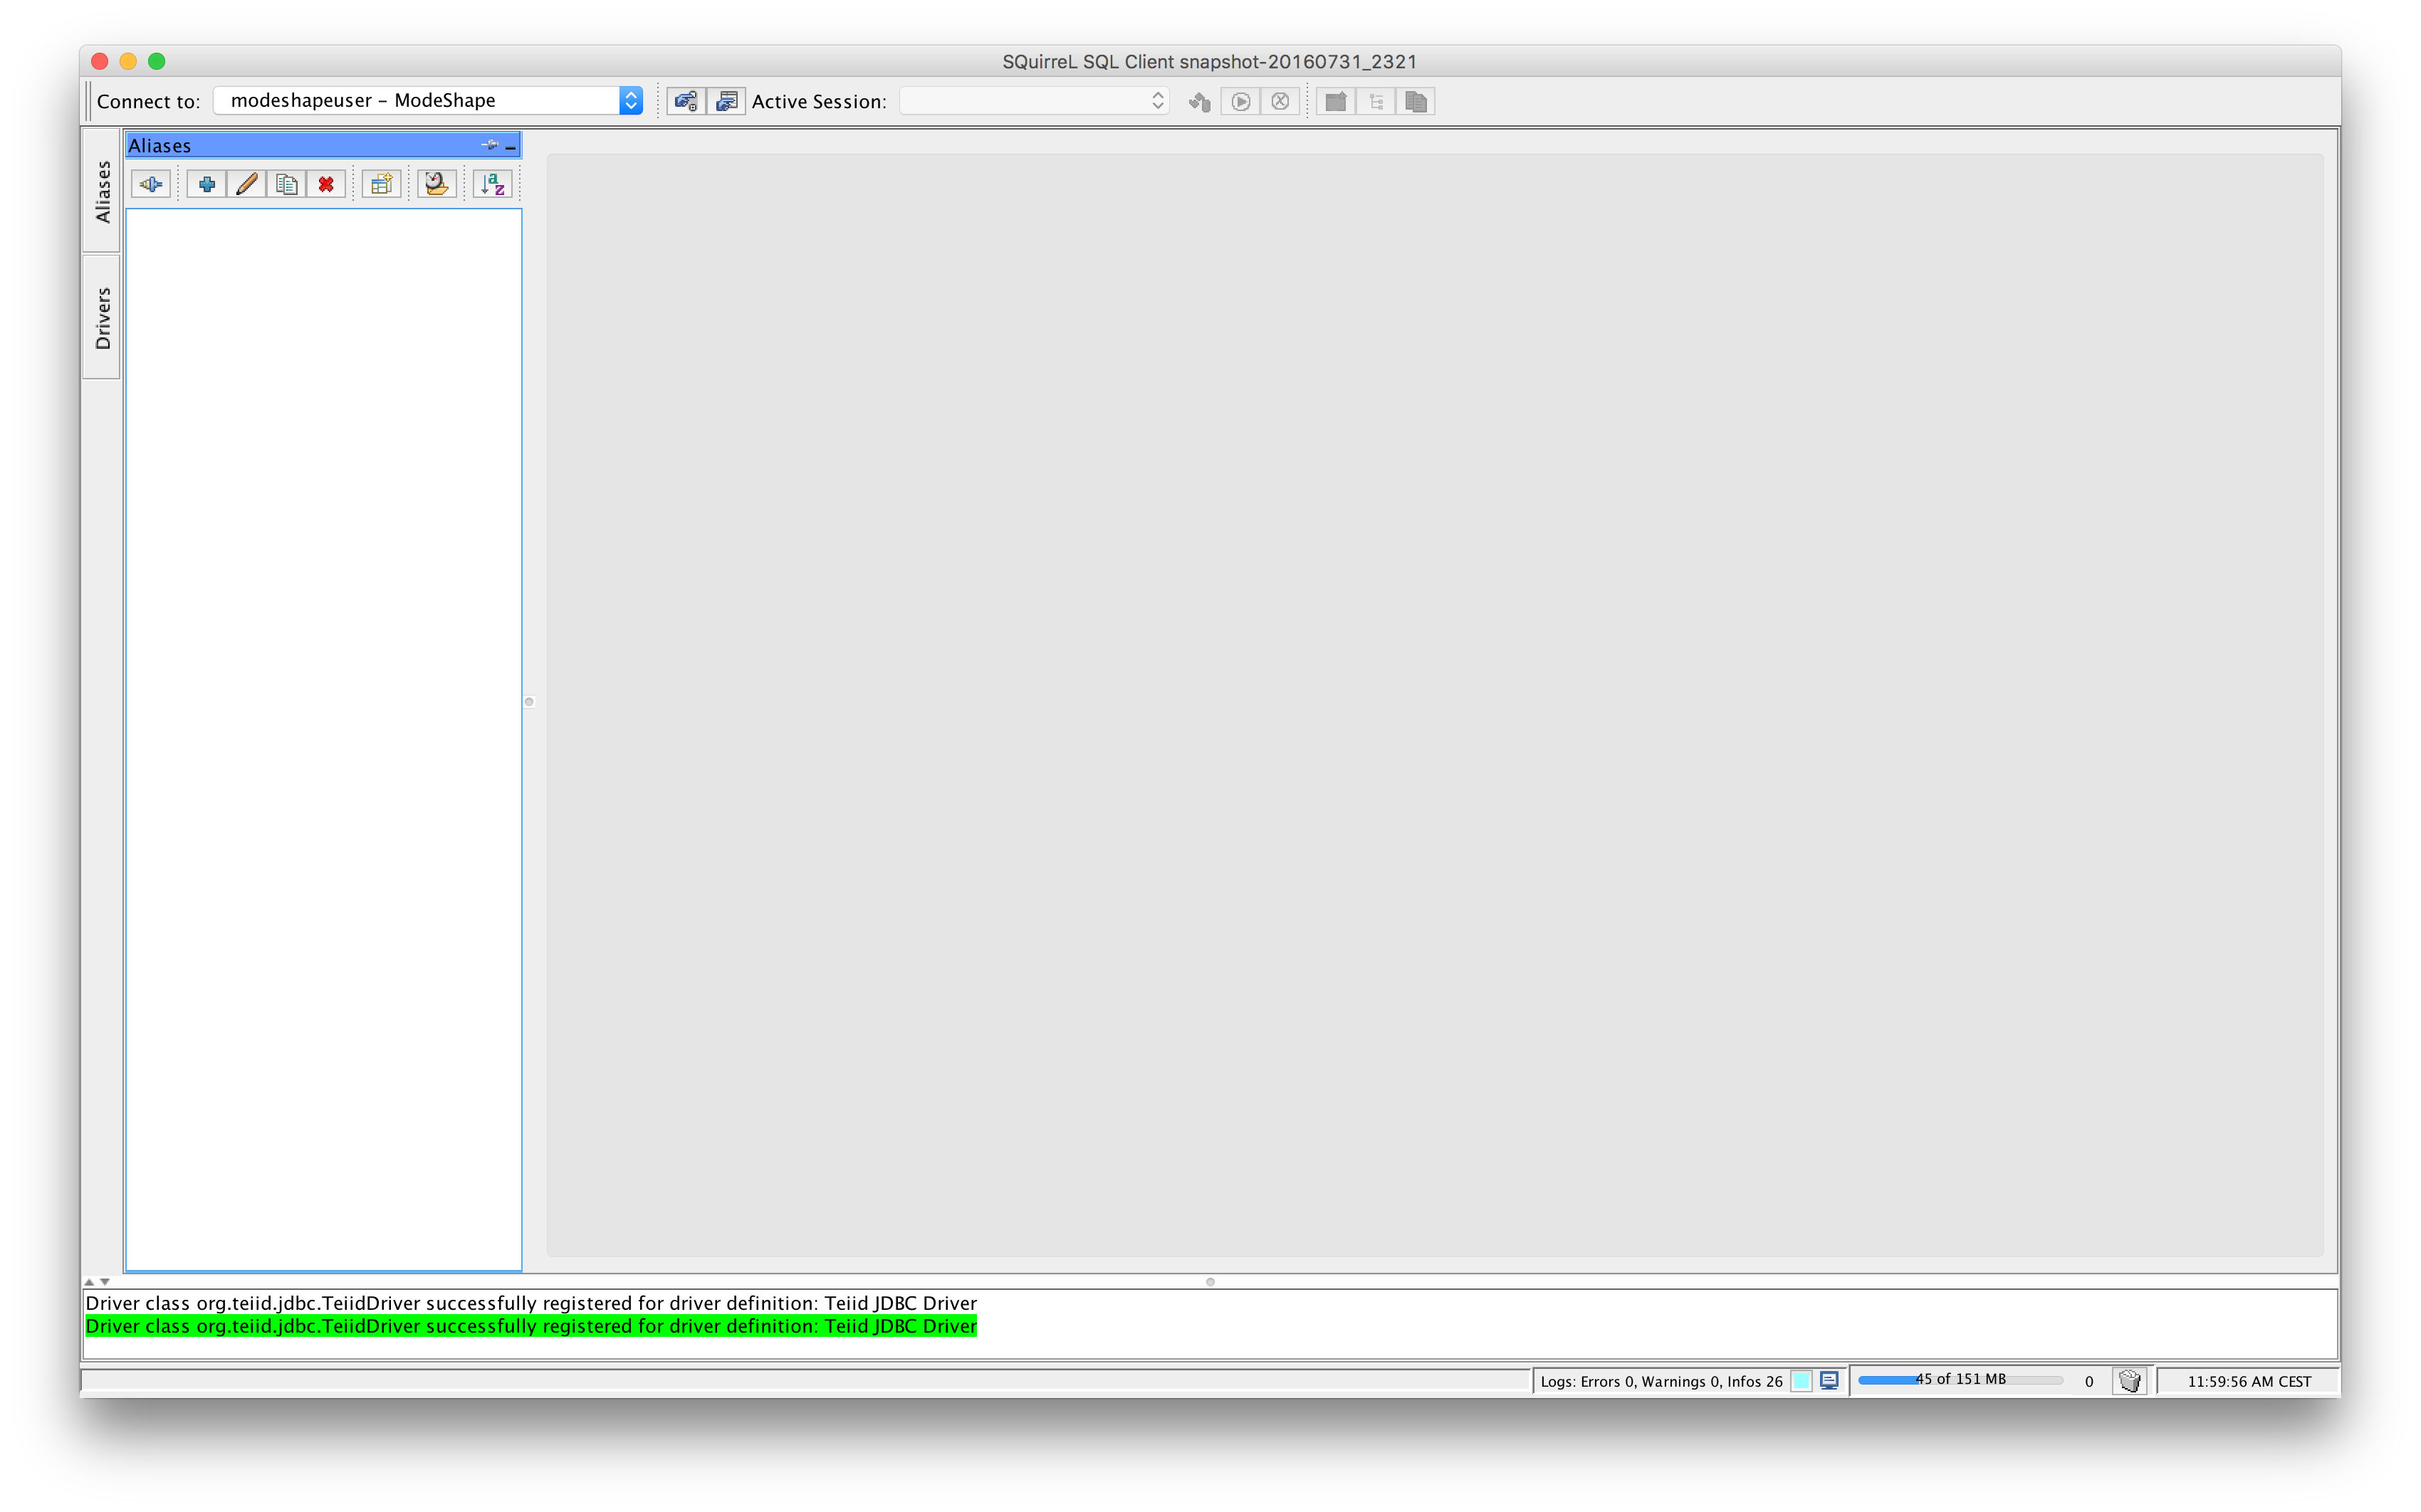 SQuirreL SQL Client snapshot-20160731_2321
Connect to: modeshapeuser – ModeShape Active Session:
Aliases
Aliases
Drivers
Driver class org.teiid.jdbc.TeiidDriver successfully registered for driver definition: Teiid JDBC Driver
Driver class org.teiid.jdbc.TeiidDriver successfully registered for driver definition: Teiid JDBC Driver
Logs: Errors 0, Warnings 0, Infos 26 45 of 151 MB 0 11:59:56 AM CEST